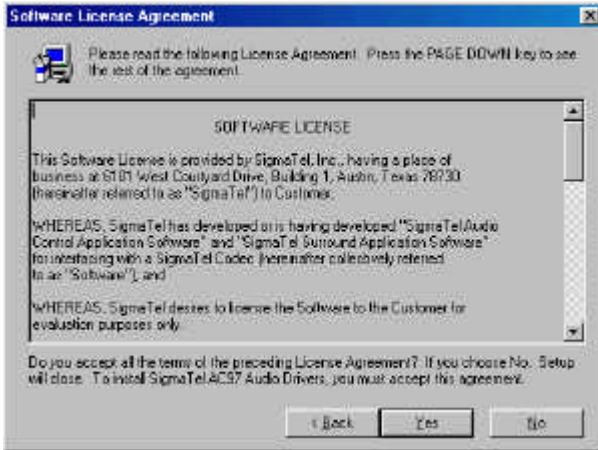 Software License Agreement
Please read the following License Agreement. Press the PAGE DOWN key to see
the rest of the agreement.
SOFTWARE LICENSE
This Software License is provided by SigmaTel, Inc., having a place of
business at 6101 West Courtyard Drive, Building 1, Austin, Texas 78730
(hereinafter referred to as "SigmaTel") to Customer;
WHEREAS, SigmaTel has developed or is having developed "SigmaTel Audio
Control Application Software" and "SigmaTel Surround Application Software"
for interfacing with a SigmaTel Codec (hereinafter collectively referred
to as "Software"), and
WHEREAS, SigmaTel desires to license the Software to the Customer for
evaluation purposes only.
Do you accept all the terms of the preceding License Agreement? If you choose No, Setup
will close. To install SigmaTel AC97 Audio Drivers, you must accept this agreement.
< Back
Yes
No